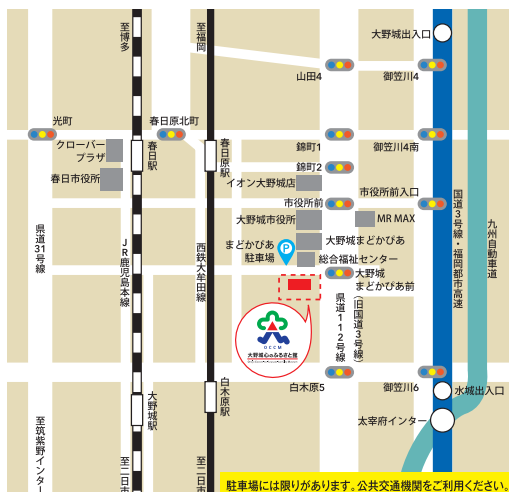 至博多
至福岡
大野城出入口
山田4
御笠川4
光町
春日原北町
クローバー
プラザ
春日駅
春日原駅
錦町1
御笠川4南
錦町2
春日市役所
イオン大野城店
市役所前入口
市役所前
大野城市役所
MR MAX
県道31号線
JR鹿児島本線
西鉄大牟田線
まどかぴあ
駐車場
P
大野城まどかぴあ
総合福祉センター
大野城
まどかぴあ前
国道3号線・福岡都市高速
九州自動車道
県道112号線
(旧国道3号線)
OCCM
大野城心のふるさと館
白木原5
御笠川6
水城出入口
大野城駅
白木原駅
太宰府インター
至筑紫野インター
至二日市
至二日市
駐車場には限りがあります。公共交通機関をご利用ください。